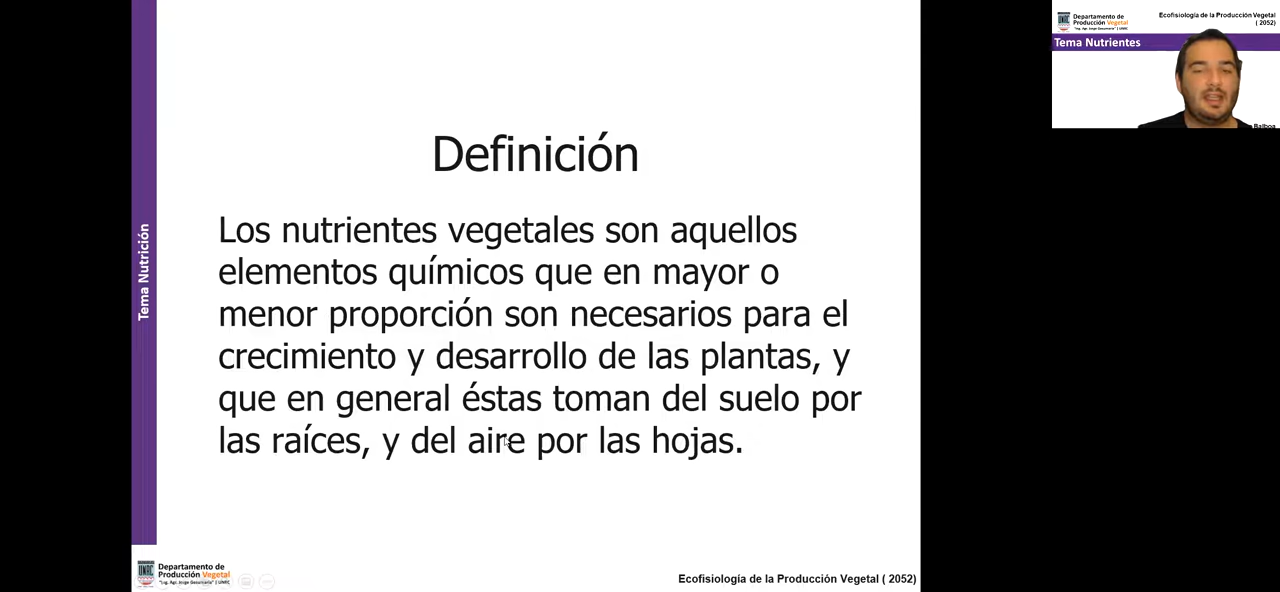 Definición
Los nutrientes vegetales son aquellos
elementos químicos que en mayor o
menor proporción son necesarios para el
crecimiento y desarrollo de las plantas, y
que en general éstas toman del suelo por
las raíces, y del aire por las hojas.
Tema Nutrición
UNRC
Departamento de
Producción Vegetal
Ecofisiología de la Producción Vegetal ( 2052)
Departamento de
Producción Vegetal
Ecofisiología de la Producción Vegetal
( 2052)
Tema Nutrientes
Balboa